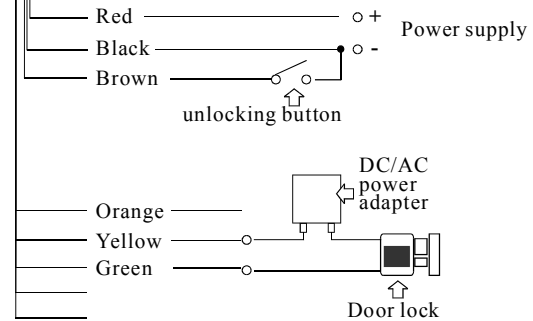 Red
+
Power supply
Black
-
Brown
unlocking button
DC/AC
power
adapter
Orange
Yellow
Green
Door lock